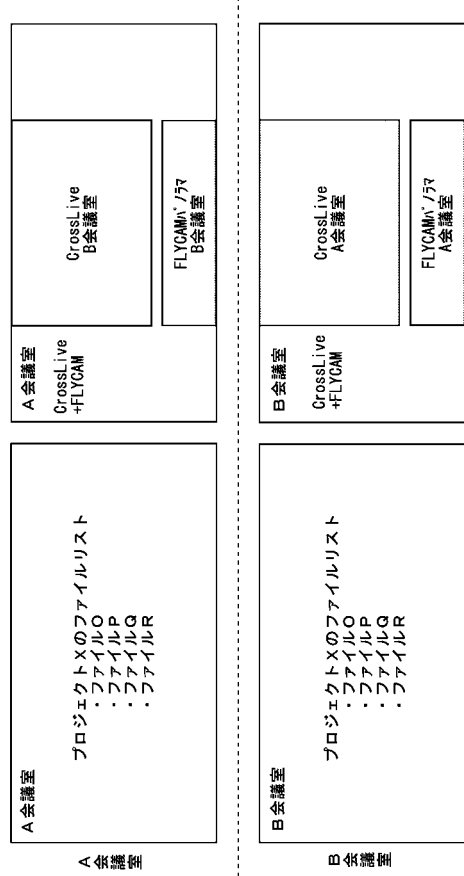 A会議室
A会議室
プロジェクトXのファイルリスト
・ファイルO
・ファイルP
・ファイルQ
・ファイルR
A会議室
CrossLive
+FLYCAM
CrossLive
B会議室
FLYCAMパノラマ
B会議室
B会議室
B会議室
プロジェクトXのファイルリスト
・ファイルO
・ファイルP
・ファイルQ
・ファイルR
B会議室
CrossLive
+FLYCAM
CrossLive
A会議室
FLYCAMパノラマ
A会議室